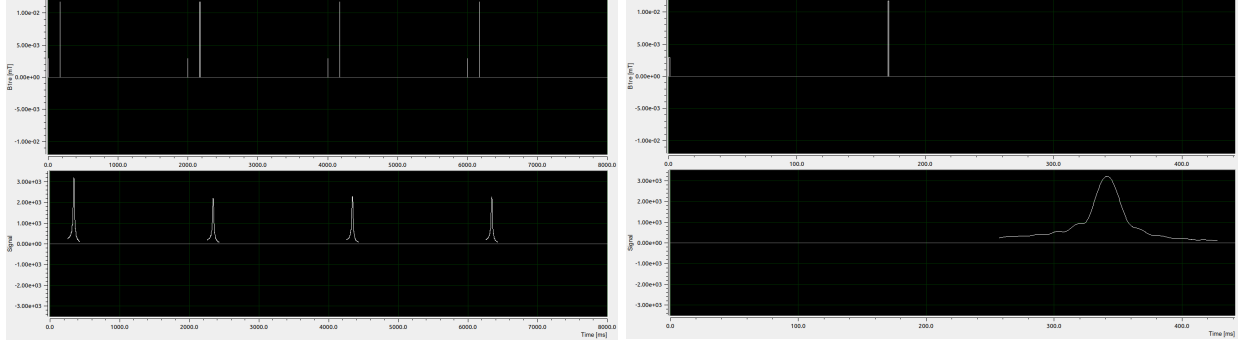 1.00e-02
5.00e-03
0.00e+00
-5.00e-03
-1.00e-02
B1re [mT]
0.0 1000.0 2000.0 3000.0 4000.0 5000.0 6000.0 7000.0 8000.0
3.00e+03
2.00e+03
1.00e+03
0.00e+00
-1.00e+03
-2.00e+03
-3.00e+03
Signal
0.0 1000.0 2000.0 3000.0 4000.0 5000.0 6000.0 7000.0 8000.0
Time [ms]
1.00e-02
5.00e-03
0.00e+00
-5.00e-03
-1.00e-02
B1re [mT]
0.0 100.0 200.0 300.0 400.0
3.00e+03
2.00e+03
1.00e+03
0.00e+00
-1.00e+03
-2.00e+03
-3.00e+03
Signal
0.0 100.0 200.0 300.0 400.0
Time [ms]